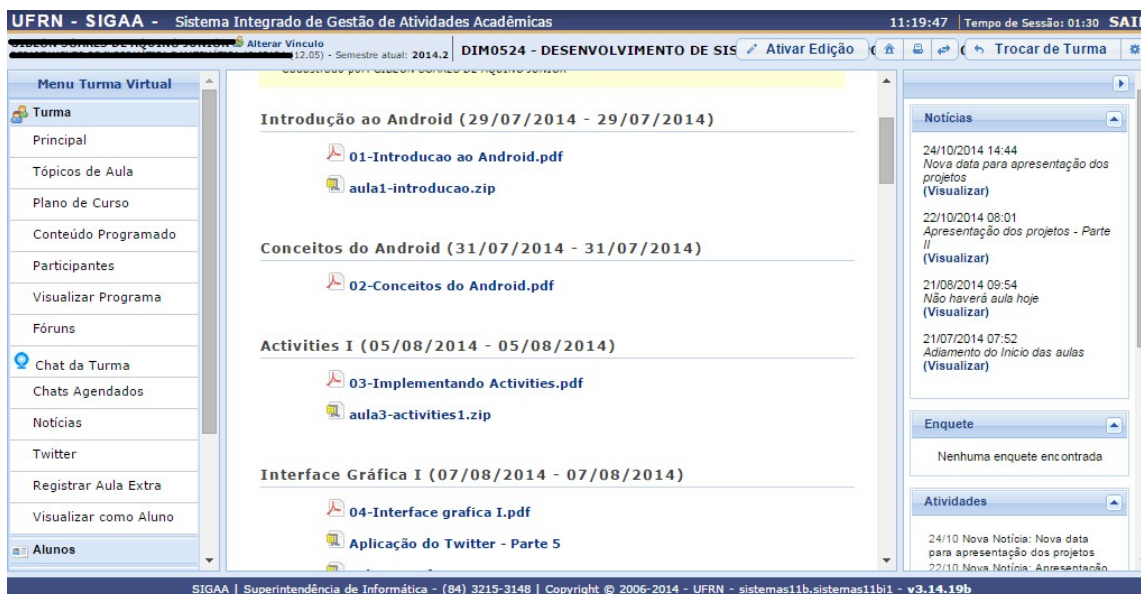 UFRN - SIGAA - Sistema Integrado de Gestão de Atividades Acadêmicas
11:19:47 | Tempo de Sessão: 01:30 SAI
Alterar Vínculo
(12.05) - Semestre atual: 2014.2
DIM0524 - DESENVOLVIMENTO DE SIS
Ativar Edição
Trocar de Turma
Menu Turma Virtual
Turma
Principal
Tópicos de Aula
Plano de Curso
Conteúdo Programado
Participantes
Visualizar Programa
Fóruns
Chat da Turma
Chats Agendados
Notícias
Twitter
Registrar Aula Extra
Visualizar como Aluno
Alunos
Introdução ao Android (29/07/2014 - 29/07/2014)
01-Introducao ao Android.pdf
aula1-introducao.zip
Conceitos do Android (31/07/2014 - 31/07/2014)
02-Conceitos do Android.pdf
Activities I (05/08/2014 - 05/08/2014)
03-Implementando Activities.pdf
aula3-activities1.zip
Interface Gráfica I (07/08/2014 - 07/08/2014)
04-Interface grafica I.pdf
Aplicação do Twitter - Parte 5
Notícias
24/10/2014 14:44
Nova data para apresentação dos
projetos
(Visualizar)
22/10/2014 08:01
Apresentação dos projetos - Parte
II
(Visualizar)
21/08/2014 09:54
Não haverá aula hoje
(Visualizar)
21/07/2014 07:52
Adiamento do Inicio das aulas
(Visualizar)
Enquete
Nenhuma enquete encontrada
Atividades
24/10 Nova Notícia: Nova data
para apresentação dos projetos
22/10 Nova Notícia: Apresentação
SIGAA | Superintendência de Informática - (84) 3215-3148 | Copyright © 2006-2014 - UFRN - sistemas11b.sistemas11bi1 - v3.14.19b